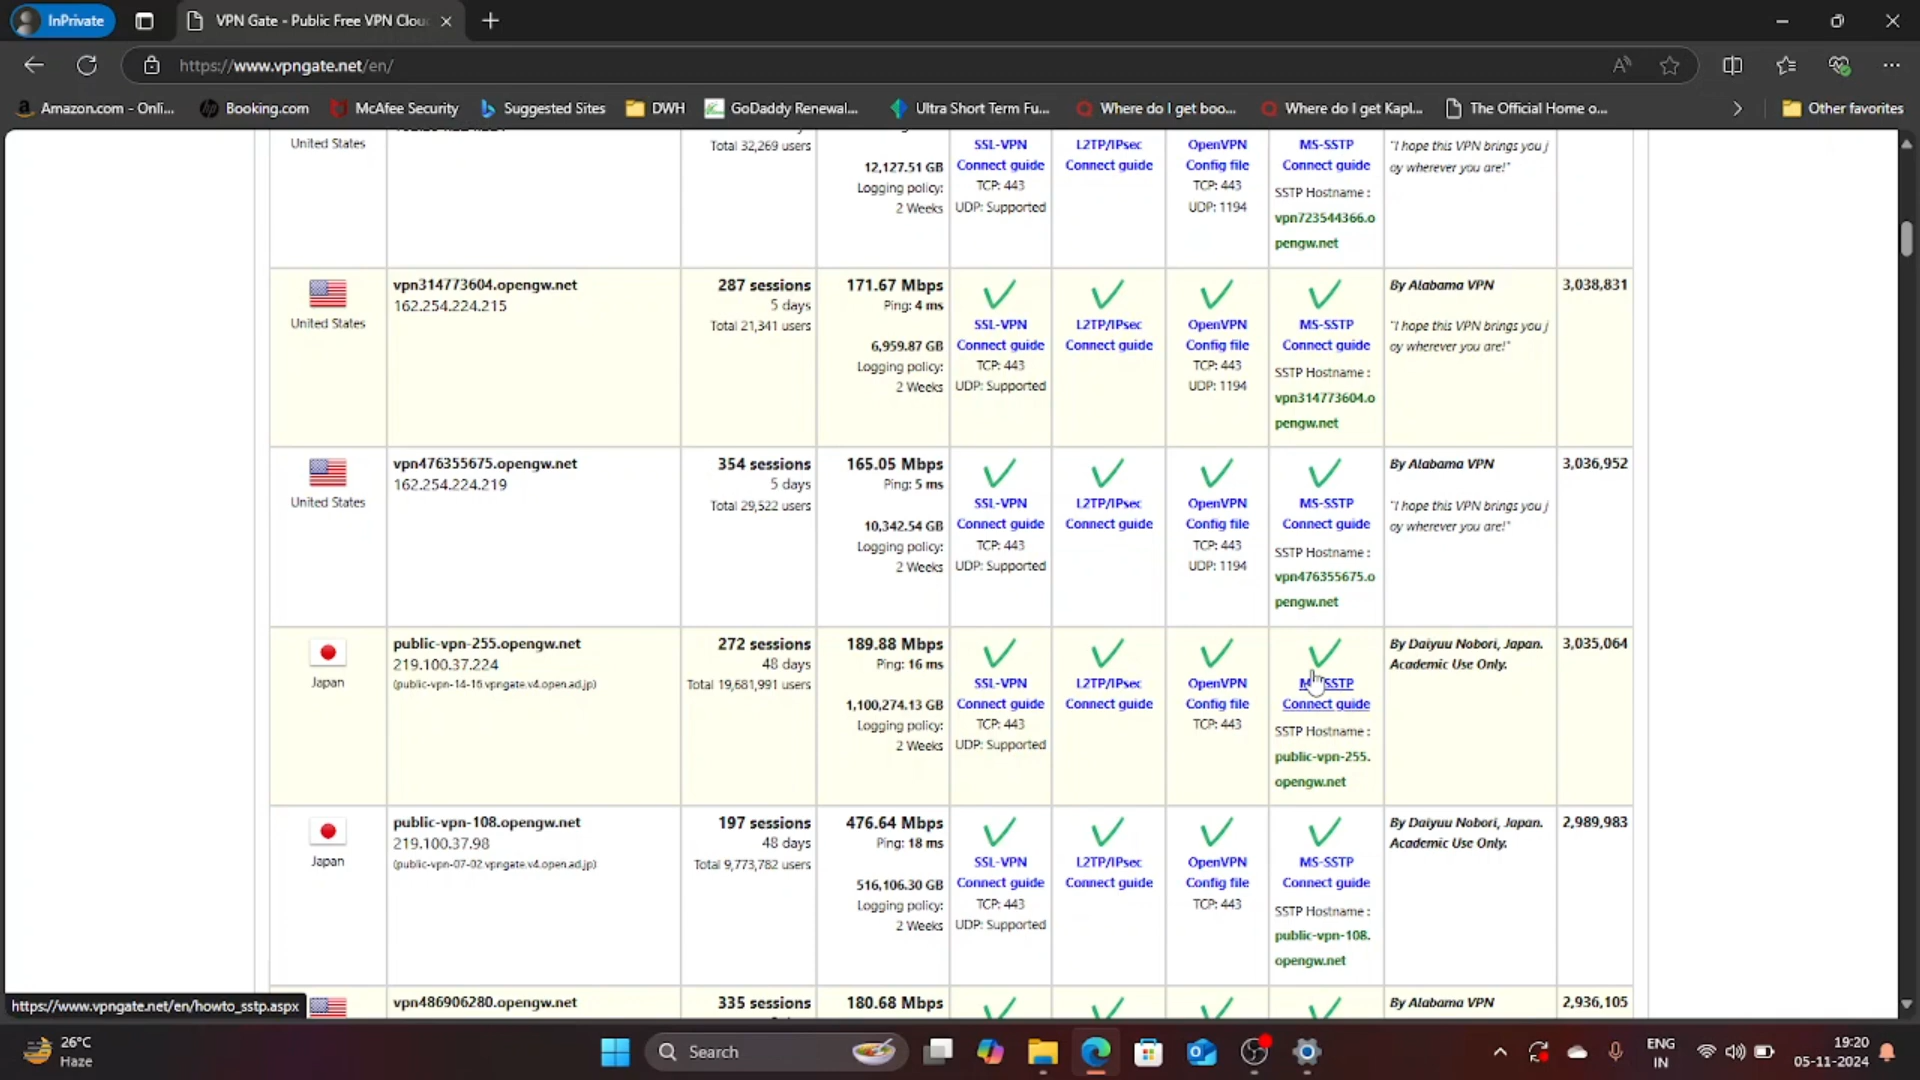 InPrivate
VPN Gate - Public Free VPN Clou
https://www.vpngate.net/en/
Amazon.com - Onli...
Booking.com
McAfee Security
Suggested Sites
DWH
GoDaddy Renewal...
Ultra Short Term Fu...
Where do I get boo...
Where do I get Kapl...
The Official Home o...
Other favorites
United States
Total 32,269 users
12,127.51 GB
Logging policy:
2 Weeks
SSL-VPN
Connect guide
TCP: 443
UDP: Supported
L2TP/IPsec
Connect guide
OpenVPN
Config file
TCP: 443
UDP: 1194
MS-SSTP
Connect guide
SSTP Hostname :
vpn723544366.o
pengw.net
"I hope this VPN brings you j
oy wherever you are!"
United States
vpn314773604.opengw.net
162.254.224.215
287 sessions
5 days
Total 21,341 users
171.67 Mbps
Ping: 4 ms
6,959.87 GB
Logging policy:
2 Weeks
SSL-VPN
Connect guide
TCP: 443
UDP: Supported
L2TP/IPsec
Connect guide
OpenVPN
Config file
TCP: 443
UDP: 1194
MS-SSTP
Connect guide
SSTP Hostname :
vpn314773604.o
pengw.net
By Alabama VPN
"I hope this VPN brings you j
oy wherever you are!"
3,038,831
United States
vpn476355675.opengw.net
162.254.224.219
354 sessions
5 days
Total 29,522 users
165.05 Mbps
Ping: 5 ms
10,342.54 GB
Logging policy:
2 Weeks
SSL-VPN
Connect guide
TCP: 443
UDP: Supported
L2TP/IPsec
Connect guide
OpenVPN
Config file
TCP: 443
UDP: 1194
MS-SSTP
Connect guide
SSTP Hostname :
vpn476355675.o
pengw.net
By Alabama VPN
"I hope this VPN brings you j
oy wherever you are!"
3,036,952
Japan
public-vpn-255.opengw.net
219.100.37.224
(public-vpn-14-16.vpngate.v4.open.ad.jp)
272 sessions
48 days
Total 19,681,991 users
189.88 Mbps
Ping: 16 ms
1,100,274.13 GB
Logging policy:
2 Weeks
SSL-VPN
Connect guide
TCP: 443
UDP: Supported
L2TP/IPsec
Connect guide
OpenVPN
Config file
TCP: 443
MS-SSTP
Connect guide
SSTP Hostname :
public-vpn-255.
opengw.net
By Daiyuu Nobori, Japan.
Academic Use Only.
3,035,064
Japan
public-vpn-108.opengw.net
219.100.37.98
(public-vpn-07-02.vpngate.v4.open.ad.jp)
197 sessions
48 days
Total 9,773,782 users
476.64 Mbps
Ping: 18 ms
516,106.30 GB
Logging policy:
2 Weeks
SSL-VPN
Connect guide
TCP: 443
UDP: Supported
L2TP/IPsec
Connect guide
OpenVPN
Config file
TCP: 443
MS-SSTP
Connect guide
SSTP Hostname :
public-vpn-108.
opengw.net
By Daiyuu Nobori, Japan.
Academic Use Only.
2,989,983
https://www.vpngate.net/en/howto_sstp.aspx
vpn486906280.opengw.net
335 sessions
180.68 Mbps
By Alabama VPN
2,936,105
26°C
Haze
Search
ENG
IN
19:20
05-11-2024